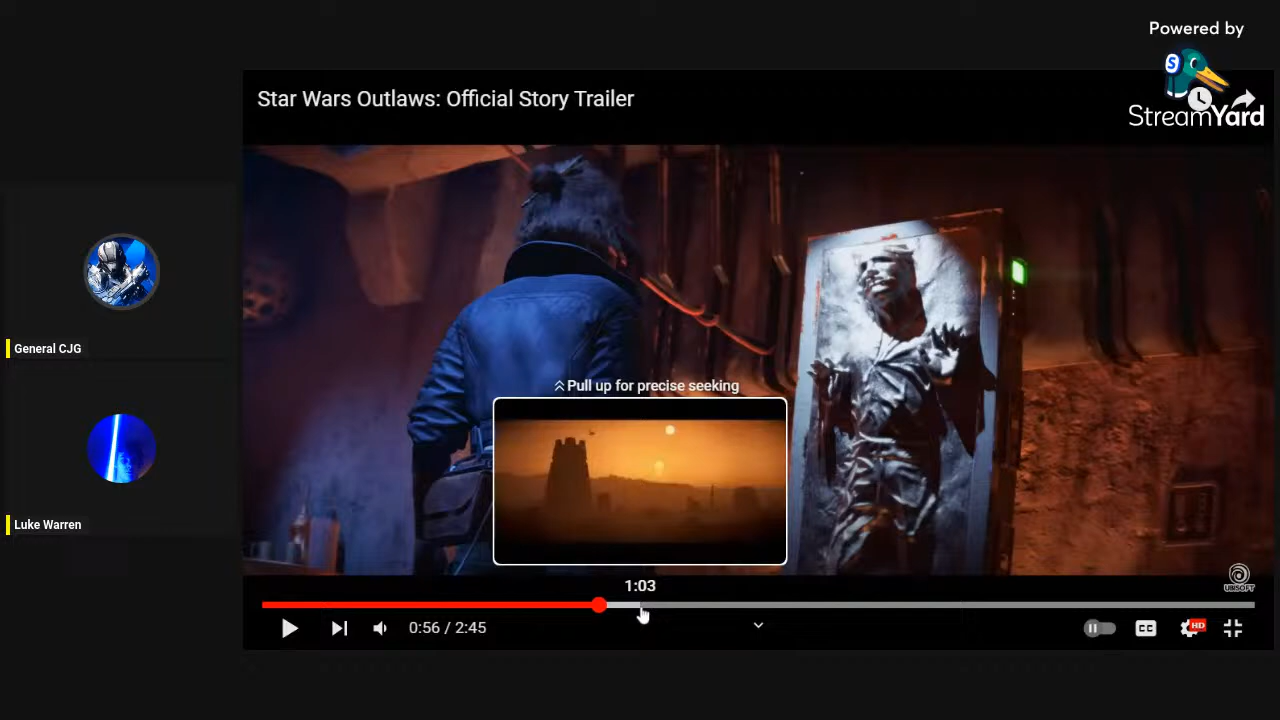 Powered by
S
StreamYard
Star Wars Outlaws: Official Story Trailer
General CJG
Pull up for precise seeking
Luke Warren
1:03
UBISOFT
0:56 / 2:45
CC
HD